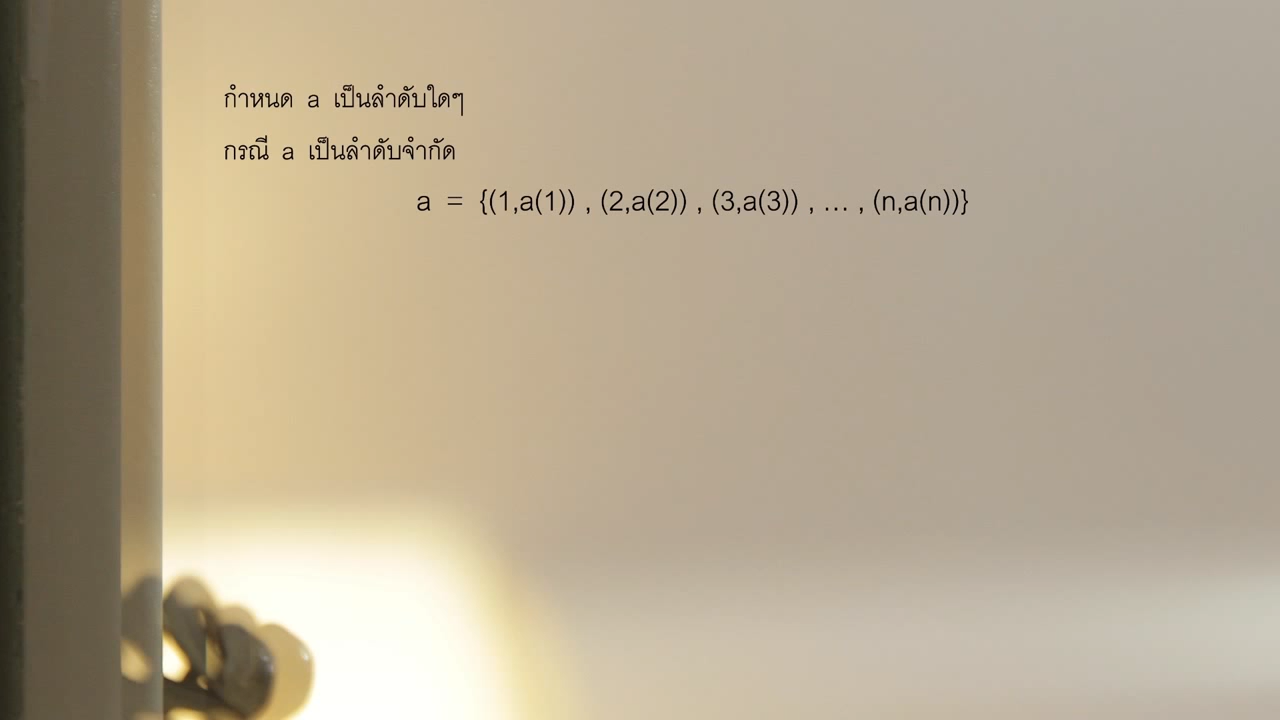 กำหนด a เป็นลำดับใดๆ
กรณี a เป็นลำดับจำกัด
a = {(1,a(1)) , (2,a(2)) , (3,a(3)) , … , (n,a(n))}